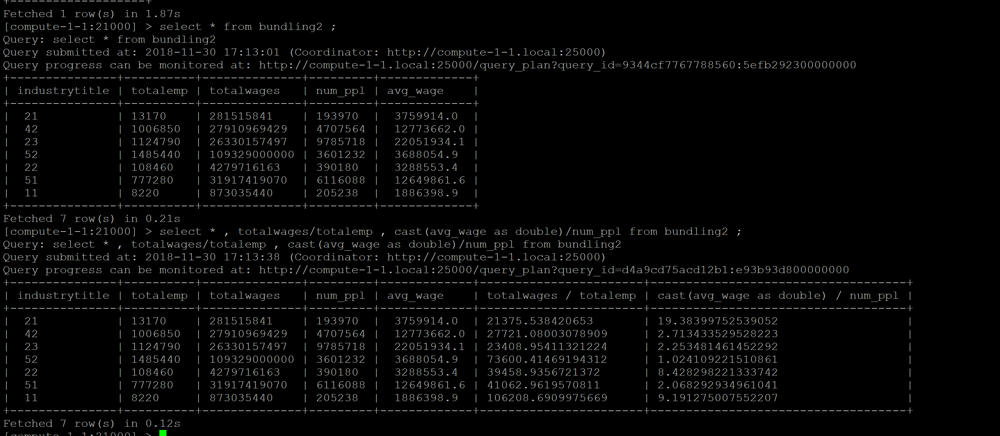 +--------------------+
Fetched 1 row(s) in 1.87s
[compute-1-1:21000] > select * from bundling2 ;
Query: select * from bundling2
Query submitted at: 2018-11-30 17:13:01 (Coordinator: http://compute-1-1.local:25000)
Query progress can be monitored at: http://compute-1-1.local:25000/query_plan?query_id=9344cf7767788560:5efb292300000000
+---------------+----------+--------------+---------+-------------+
| industrytitle | totalemp | totalwages   | num_ppl | avg_wage    |
+---------------+----------+--------------+---------+-------------+
|  21           | 13170    | 281515841    | 193970  |  3759914.0  |
|  42           | 1006850  | 27910969429  | 4707564 |  12773662.0 |
|  23           | 1124790  | 26330157497  | 9785718 |  22051934.1 |
|  52           | 1485440  | 109329000000 | 3601232 |  3688054.9  |
|  22           | 108460   | 4279716163   | 390180  |  3288553.4  |
|  51           | 777280   | 31917419070  | 6116088 |  12649861.6 |
|  11           | 8220     | 873035440    | 205238  |  1886398.9  |
+---------------+----------+--------------+---------+-------------+
Fetched 7 row(s) in 0.21s
[compute-1-1:21000] > select * , totalwages/totalemp , cast(avg_wage as double)/num_ppl from bundling2 ;
Query: select * , totalwages/totalemp , cast(avg_wage as double)/num_ppl from bundling2
Query submitted at: 2018-11-30 17:13:38 (Coordinator: http://compute-1-1.local:25000)
Query progress can be monitored at: http://compute-1-1.local:25000/query_plan?query_id=d4a9cd75acd12b1:e93b93d800000000
+---------------+----------+--------------+---------+-------------+-----------------------+------------------------------------+
| industrytitle | totalemp | totalwages   | num_ppl | avg_wage    | totalwages / totalemp | cast(avg_wage as double) / num_ppl |
+---------------+----------+--------------+---------+-------------+-----------------------+------------------------------------+
|  21           | 13170    | 281515841    | 193970  |  3759914.0  | 21375.538420653       | 19.38399752539052                  |
|  42           | 1006850  | 27910969429  | 4707564 |  12773662.0 | 27721.08003078909     | 2.713433529528223                  |
|  23           | 1124790  | 26330157497  | 9785718 |  22051934.1 | 23408.95411321224     | 2.253481461452292                  |
|  52           | 1485440  | 109329000000 | 3601232 |  3688054.9  | 73600.41469194312     | 1.024109221510861                  |
|  22           | 108460   | 4279716163   | 390180  |  3288553.4  | 39458.9356721372      | 8.428298221333742                  |
|  51           | 777280   | 31917419070  | 6116088 |  12649861.6 | 41062.9619570811      | 2.068292934961041                  |
|  11           | 8220     | 873035440    | 205238  |  1886398.9  | 106208.6909975669     | 9.191275007552207                  |
+---------------+----------+--------------+---------+-------------+-----------------------+------------------------------------+
Fetched 7 row(s) in 0.12s
[compute-1-1:21000] >